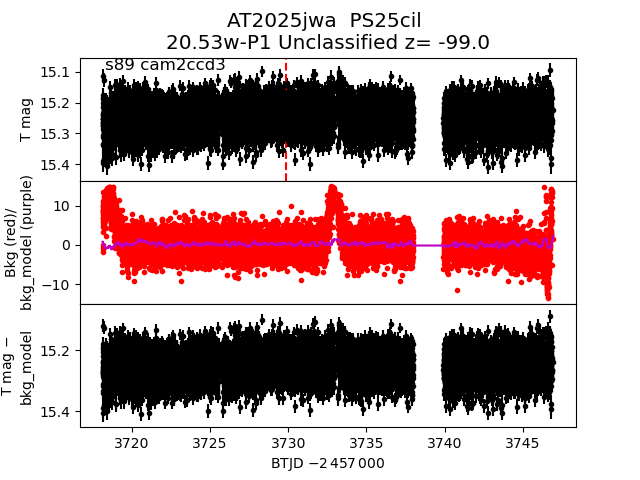 AT2025jwa  PS25cil
20.53w-P1 Unclassified z= -99.0
s89 cam2ccd3
15.1
15.2
15.3
15.4
T mag
10
0
−10
Bkg (red)/
bkg_model (purple)
15.2
15.4
T mag −
bkg_model
3720 3725 3730 3735 3740 3745
BTJD −2 457 000